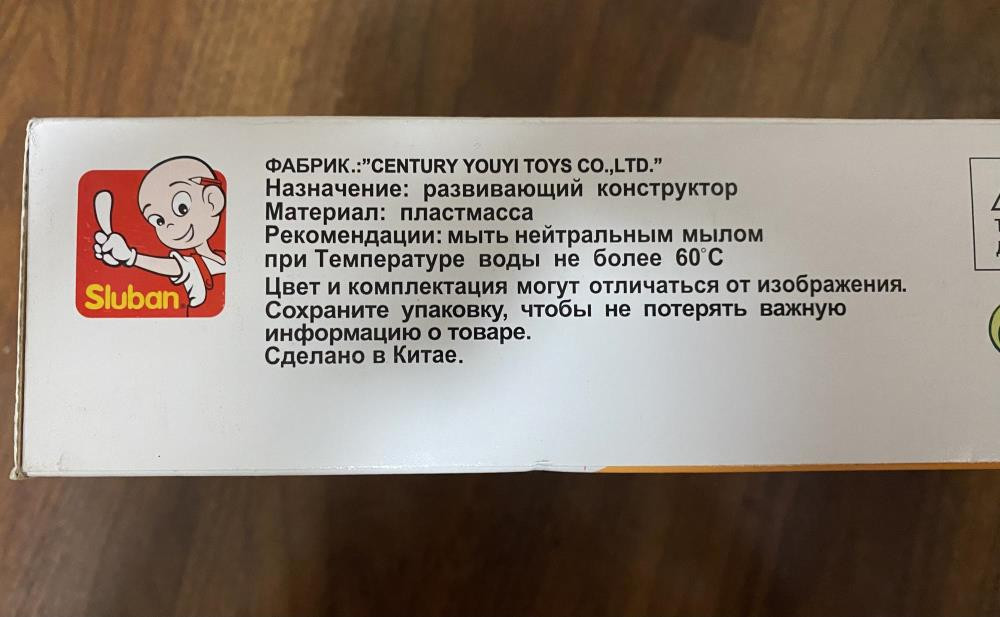 Sluban
ФАБРИК.:"CENTURY YOUYI TOYS CO.,LTD."
Назначение: развивающий конструктор
Материал: пластмасса
Рекомендации: мыть нейтральным мылом
при Температуре воды не более 60°С
Цвет и комплектация могут отличаться от изображения.
Сохраните упаковку, чтобы не потерять важную
информацию о товаре.
Сделано в Китае.